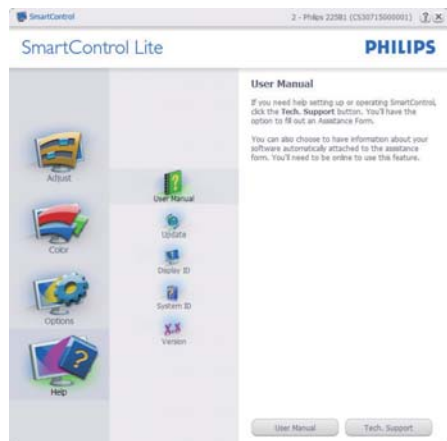 SmartControl
2 - Philips 225B1 (CS30715000001)
SmartControl Lite
PHILIPS
Adjust
Color
Options
Help
User Manual
Update
Display ID
System ID
X.X
Version
User Manual
If you need help setting up or operating SmartControl,
click the Tech. Support button. You'll have the
option to fill out an Assistance Form.
You can also choose to have information about your
software automatically attached to the assistance
form. You'll need to be online to use this feature.
User Manual
Tech. Support